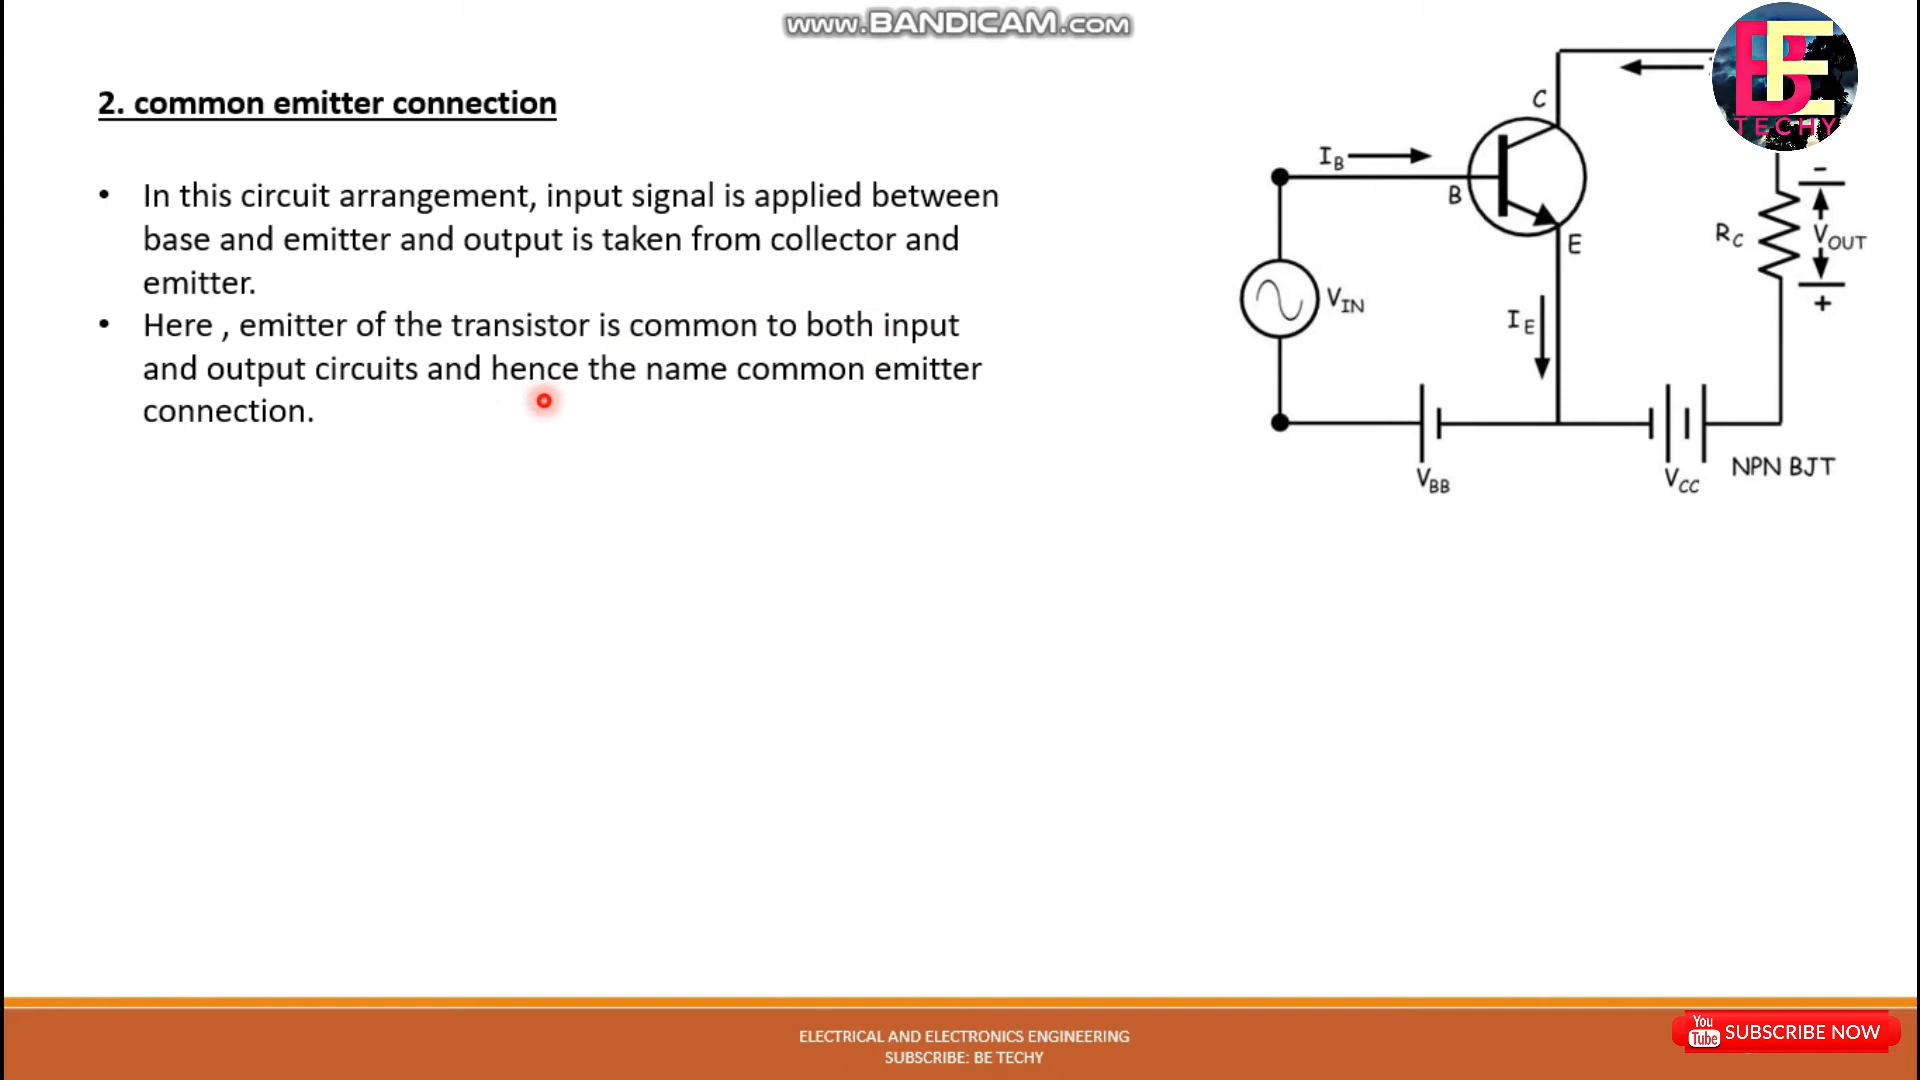 www.BANDICAM.com
2. common emitter connection
• In this circuit arrangement, input signal is applied between
base and emitter and output is taken from collector and
emitter.
• Here , emitter of the transistor is common to both input
and output circuits and hence the name common emitter
connection.
C
IB
B
E
VIN
IE
RC
-
VOUT
+
VBB
VCC
NPN BJT
BE
TECHY
ELECTRICAL AND ELECTRONICS ENGINEERING
SUBSCRIBE: BE TECHY
You
Tube
SUBSCRIBE NOW